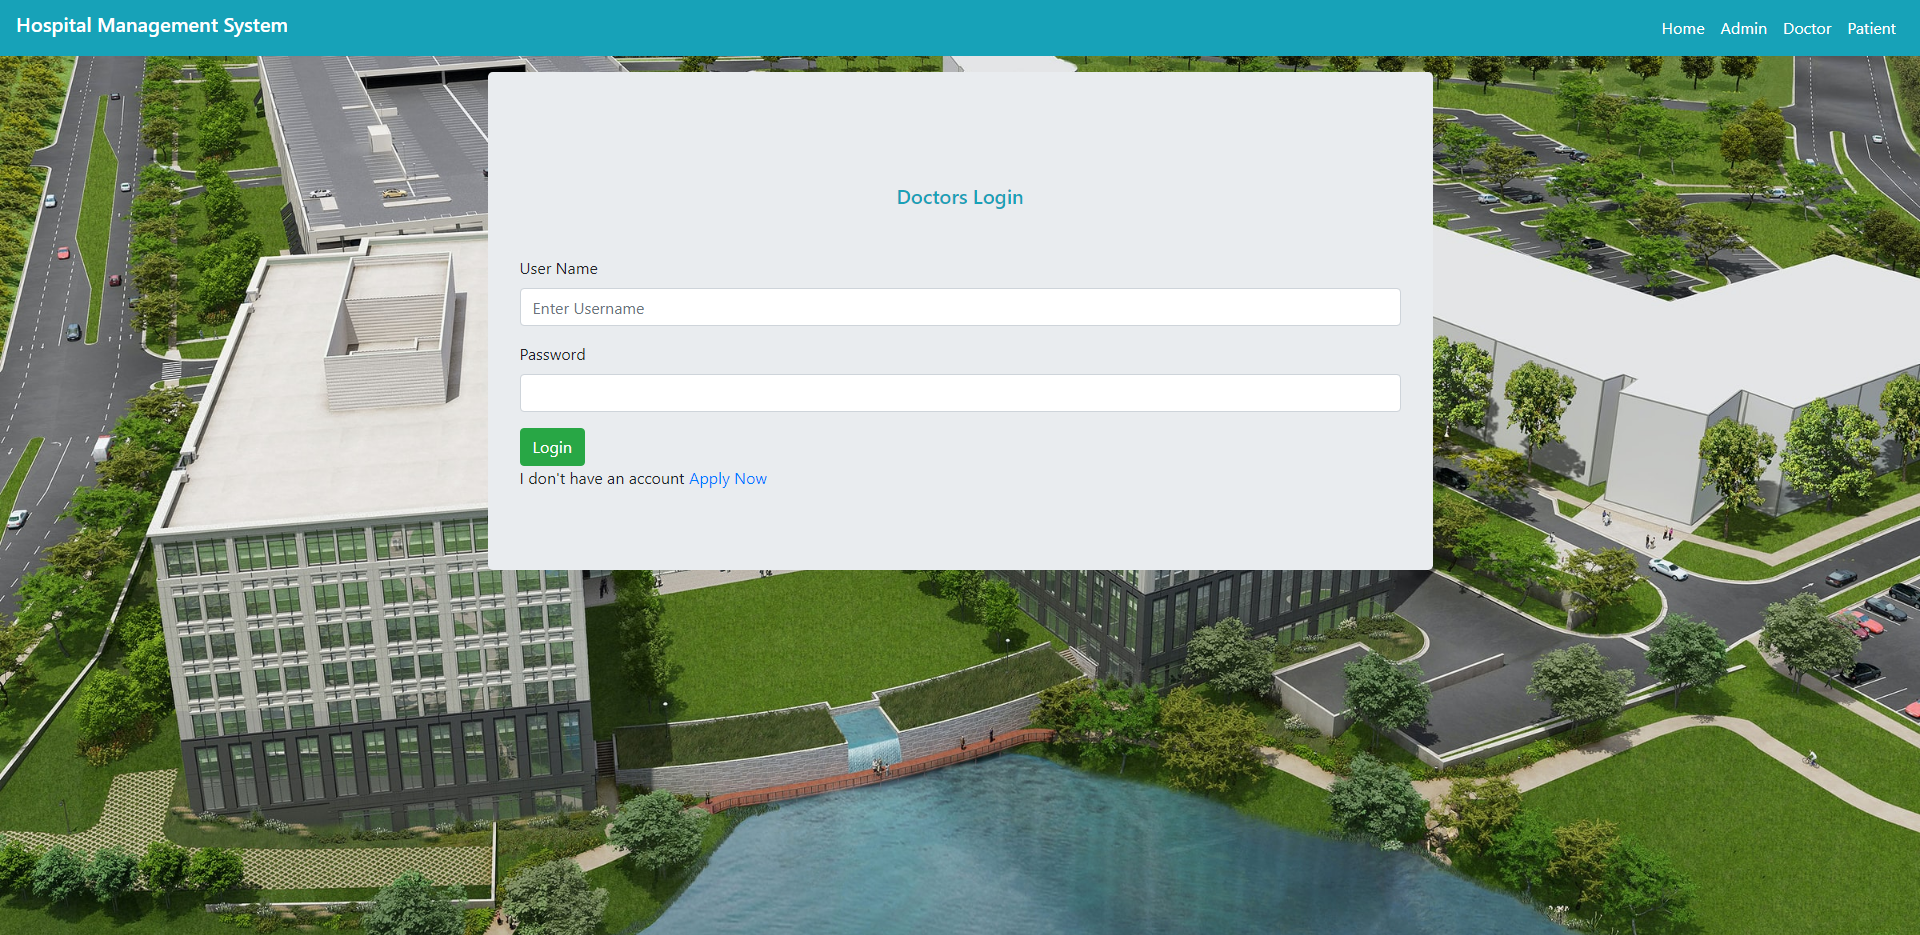 Hospital Management System
Home Admin Doctor Patient
Doctors Login
User Name
Enter Username
Password
Login
I don't have an account Apply Now